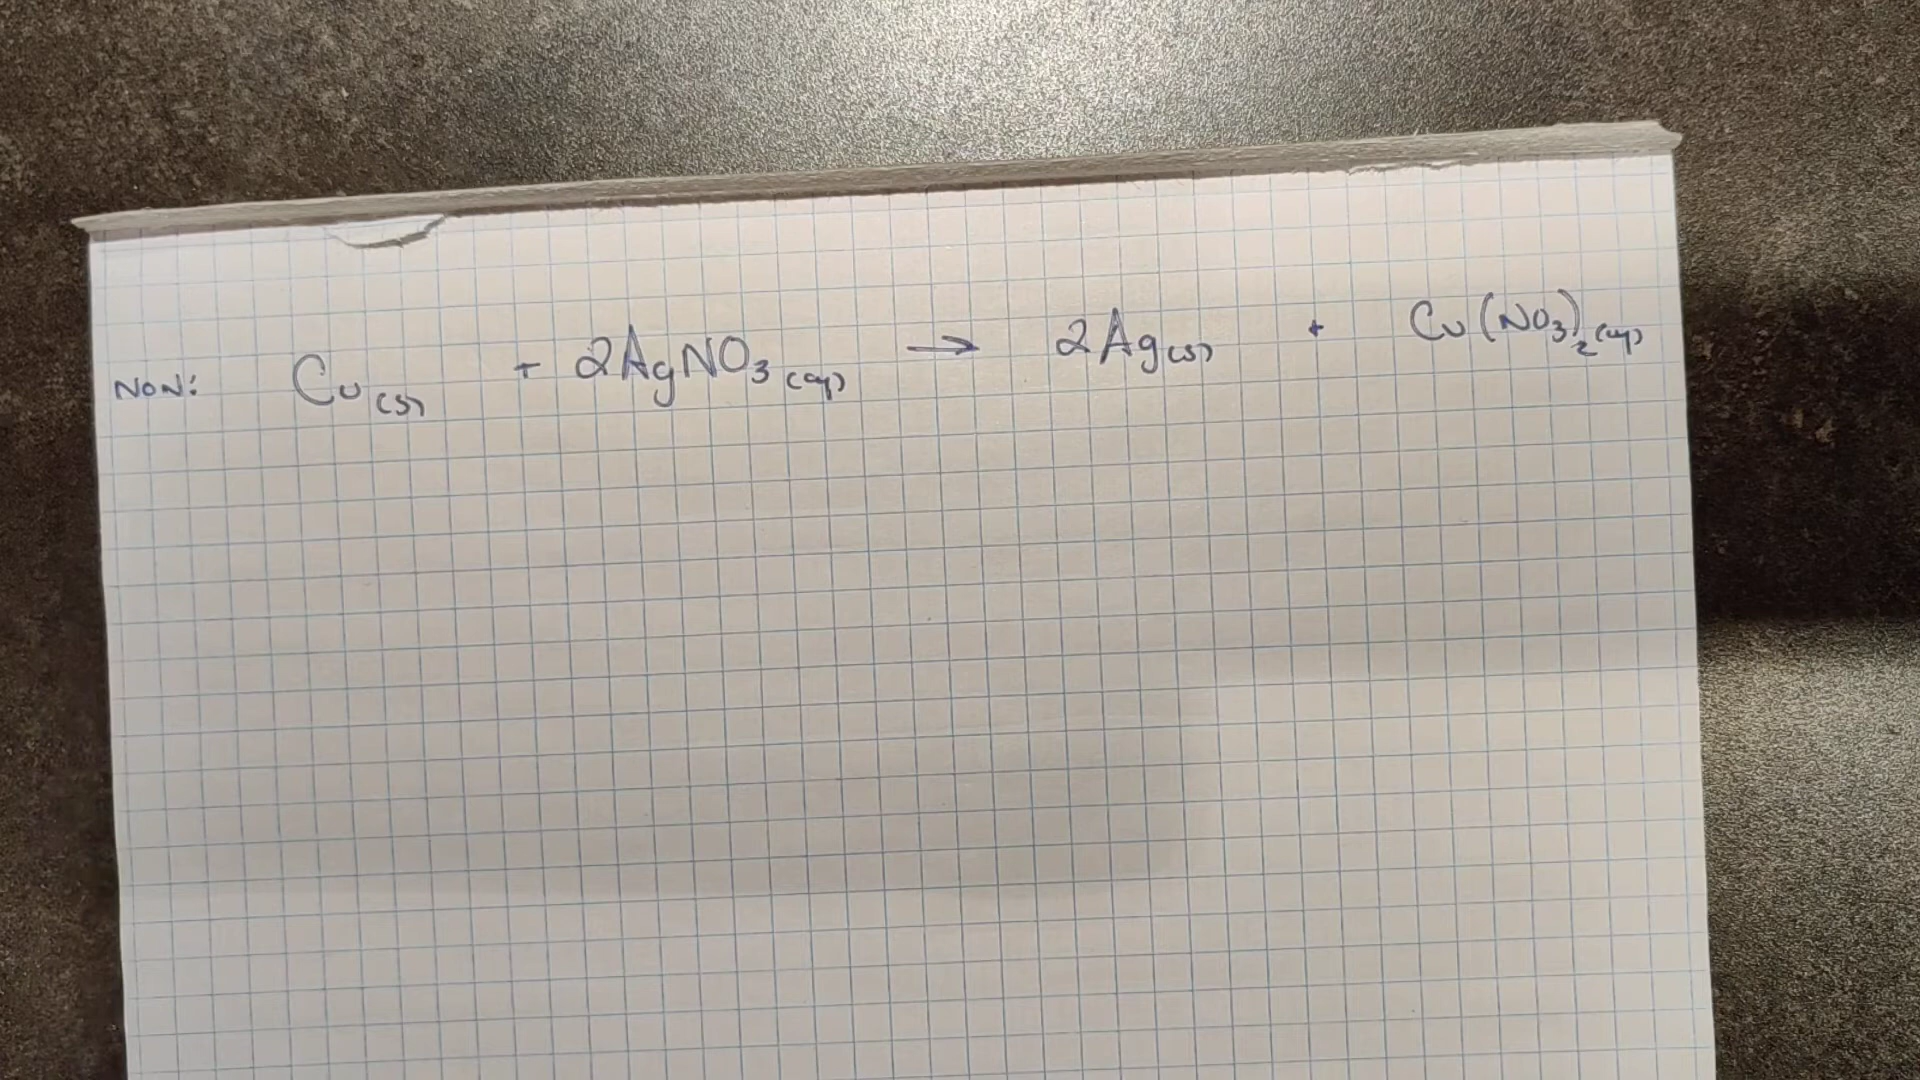 NON: Cu(s) + 2AgNO3(aq) → 2Ag(s) + Cu(NO3)2(aq)